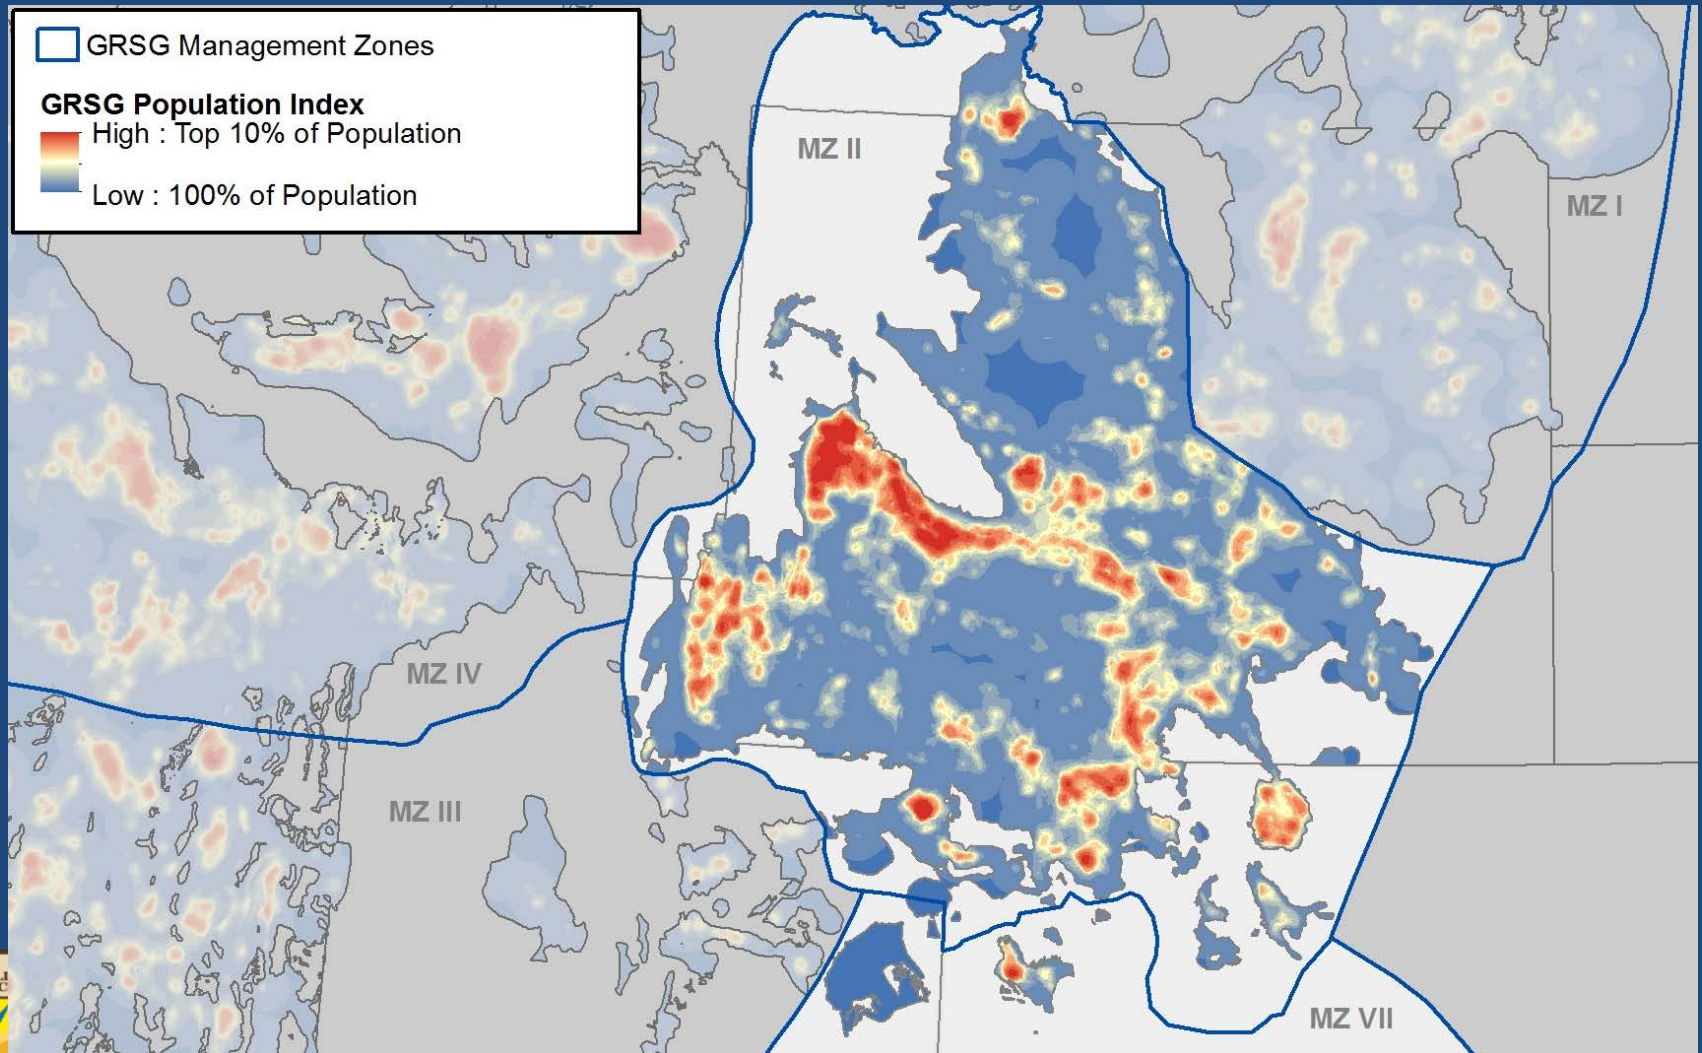 GRSG Management Zones
GRSG Population Index
High : Top 10% of Population
Low : 100% of Population
MZ II
MZ I
MZ IV
MZ III
MZ VII